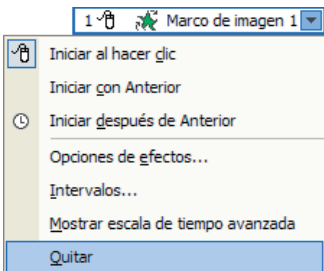 1 Marco de imagen 1
Iniciar al hacer clic
Iniciar con Anterior
Iniciar después de Anterior
Opciones de efectos...
Intervalos...
Mostrar escala de tiempo avanzada
Quitar